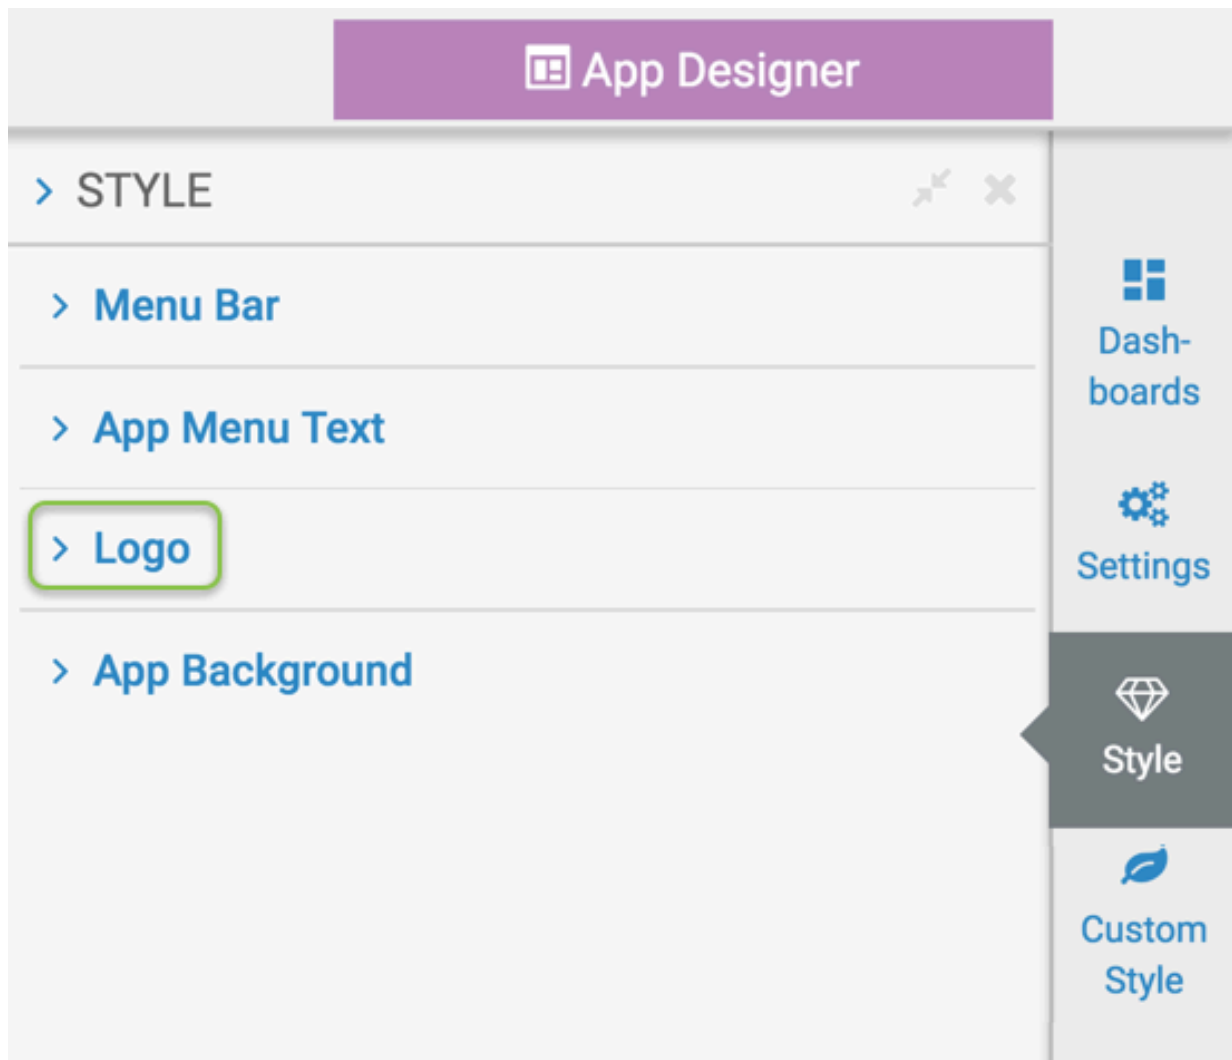 App Designer
STYLE
Menu Bar
App Menu Text
Logo
App Background
Dash-
boards
Settings
Style
Custom
Style